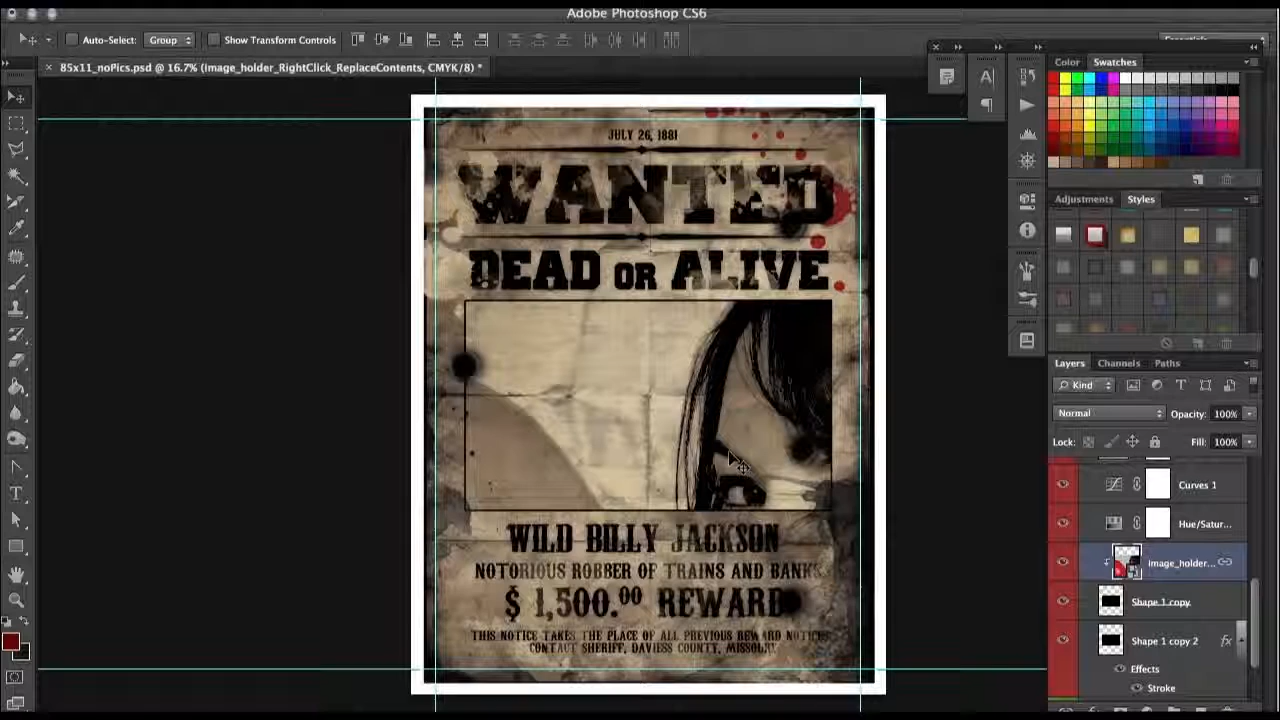 Adobe Photoshop CS6
Auto-Select: Group Show Transform Controls
85x11_noPics.psd @ 16.7% (image_holder_RightClick_ReplaceContents, CMYK/8) *
Color Swatches
JULY 26, 1881
WANTED
DEAD OR ALIVE
WILD BILLY JACKSON
NOTORIOUS ROBBER OF TRAINS AND BANKS
$ 1,500.00 REWARD
THIS NOTICE TAKES THE PLACE OF ALL PREVIOUS REWARD NOTICES
CONTACT SHERIFF, DAVIESS COUNTY, MISSOURI
Adjustments Styles
Layers Channels Paths
Kind
Normal Opacity: 100%
Lock: Fill: 100%
Curves 1
Hue/Satur...
image_holder...
Shape 1 copy
Shape 1 copy 2 fx
Effects
Stroke